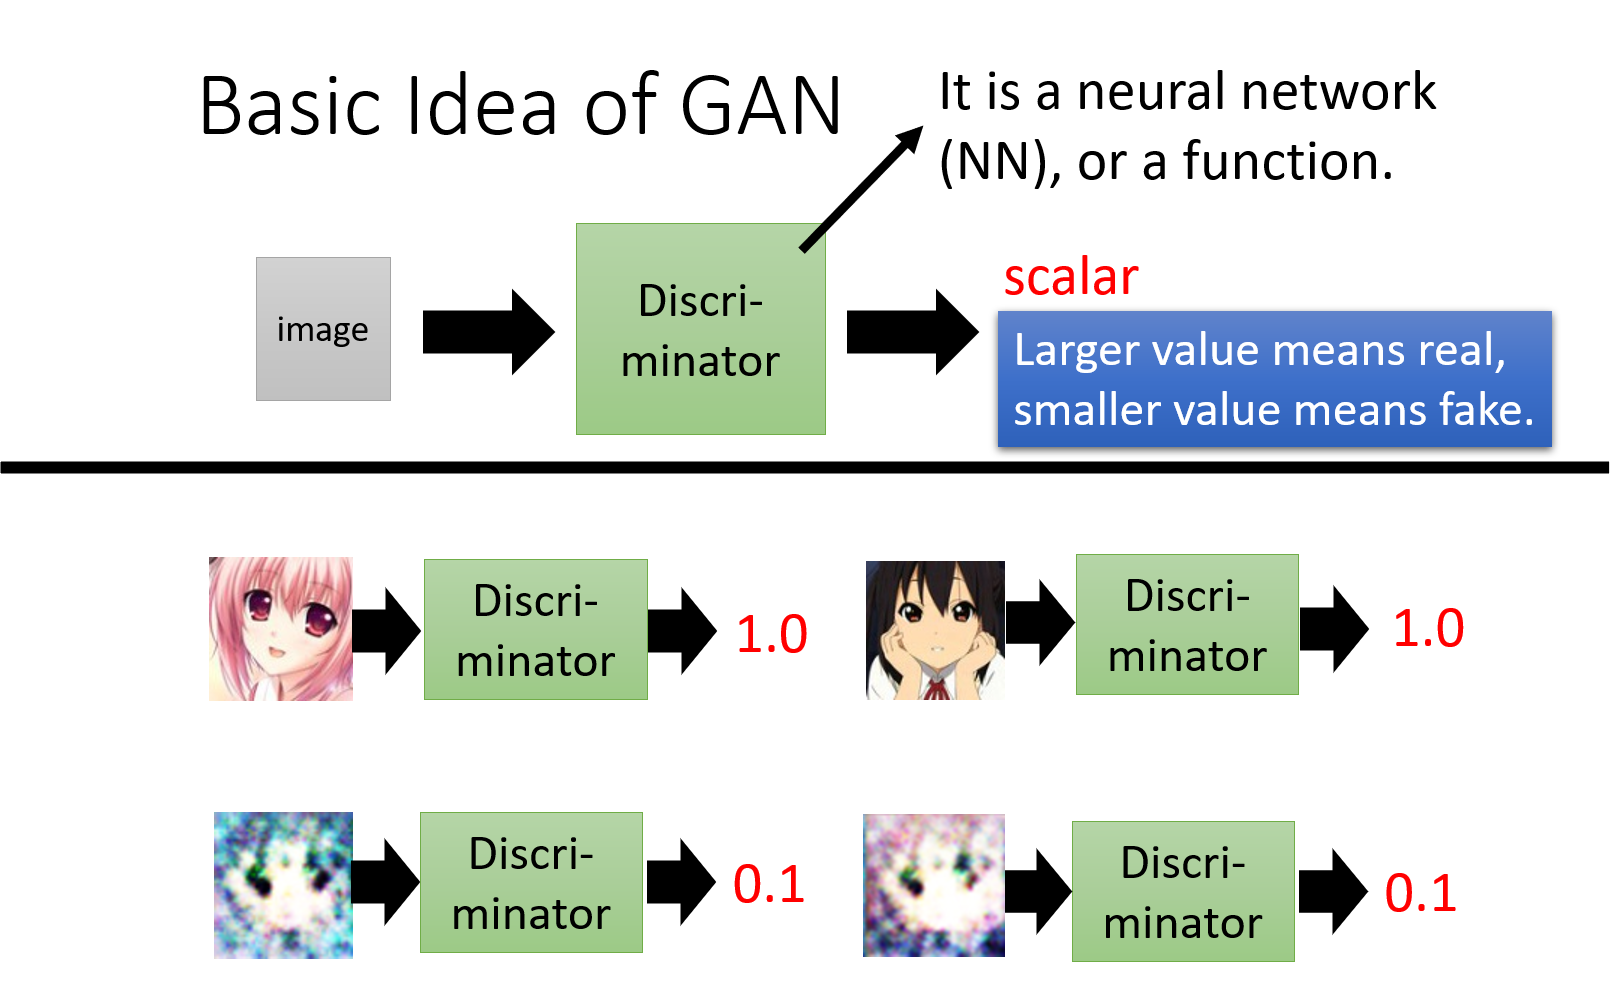 Basic Idea of GAN
It is a neural network
(NN), or a function.
image
Discri-
minator
scalar
Larger value means real,
smaller value means fake.
Discri-
minator
1.0
Discri-
minator
1.0
Discri-
minator
0.1
Discri-
minator
0.1